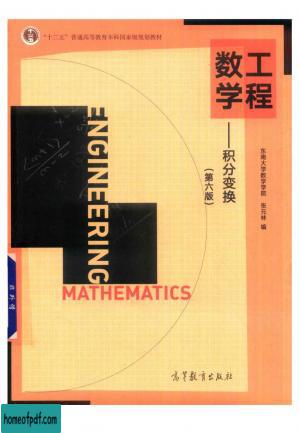 "十二五"普通高等教育本科国家级规划教材
工程
数学
——积分变换
(第六版)
东南大学数学学院 张元林 编
ENGINEERING
MATHEMATICS
高等教育出版社
homeofpdf.com